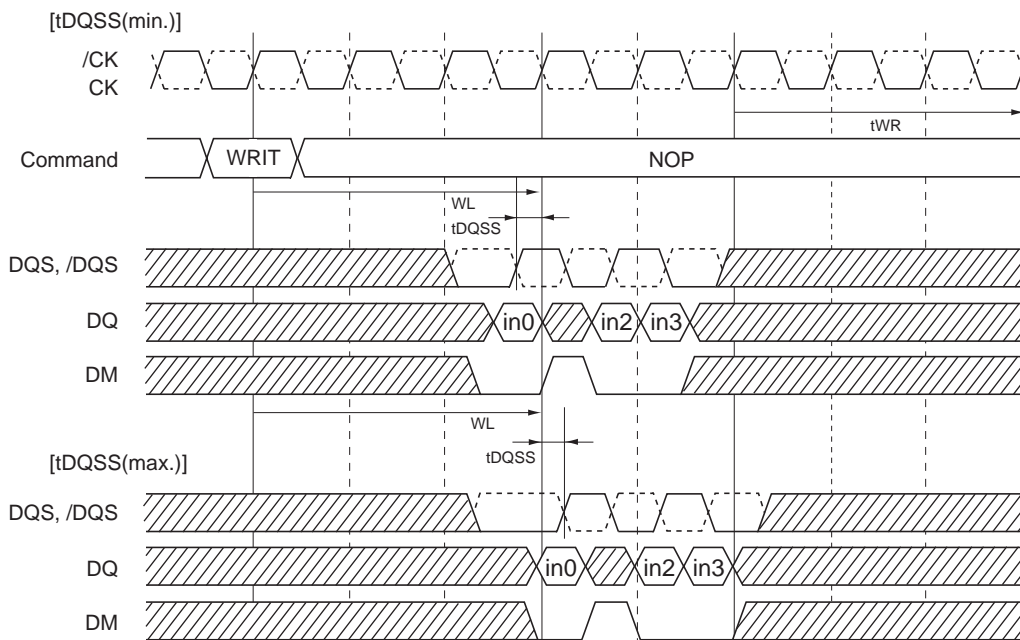 [tDQSS(min.)]
/CK
CK
tWR
Command WRIT NOP
WL
tDQSS
DQS, /DQS
DQ in0 in2 in3
DM
WL
tDQSS
[tDQSS(max.)]
DQS, /DQS
DQ in0 in2 in3
DM